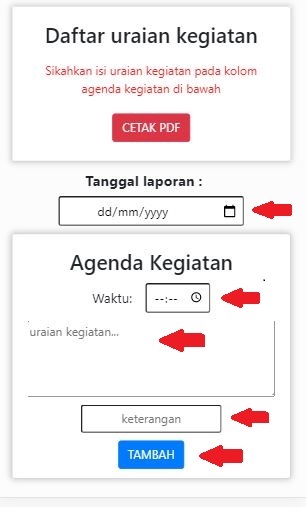 Daftar uraian kegiatan
Sikahkan isi uraian kegiatan pada kolom
agenda kegiatan di bawah
CETAK PDF
Tanggal laporan :
dd/mm/yyyy
Agenda Kegiatan
Waktu: --:--
uraian kegiatan...
keterangan
TAMBAH